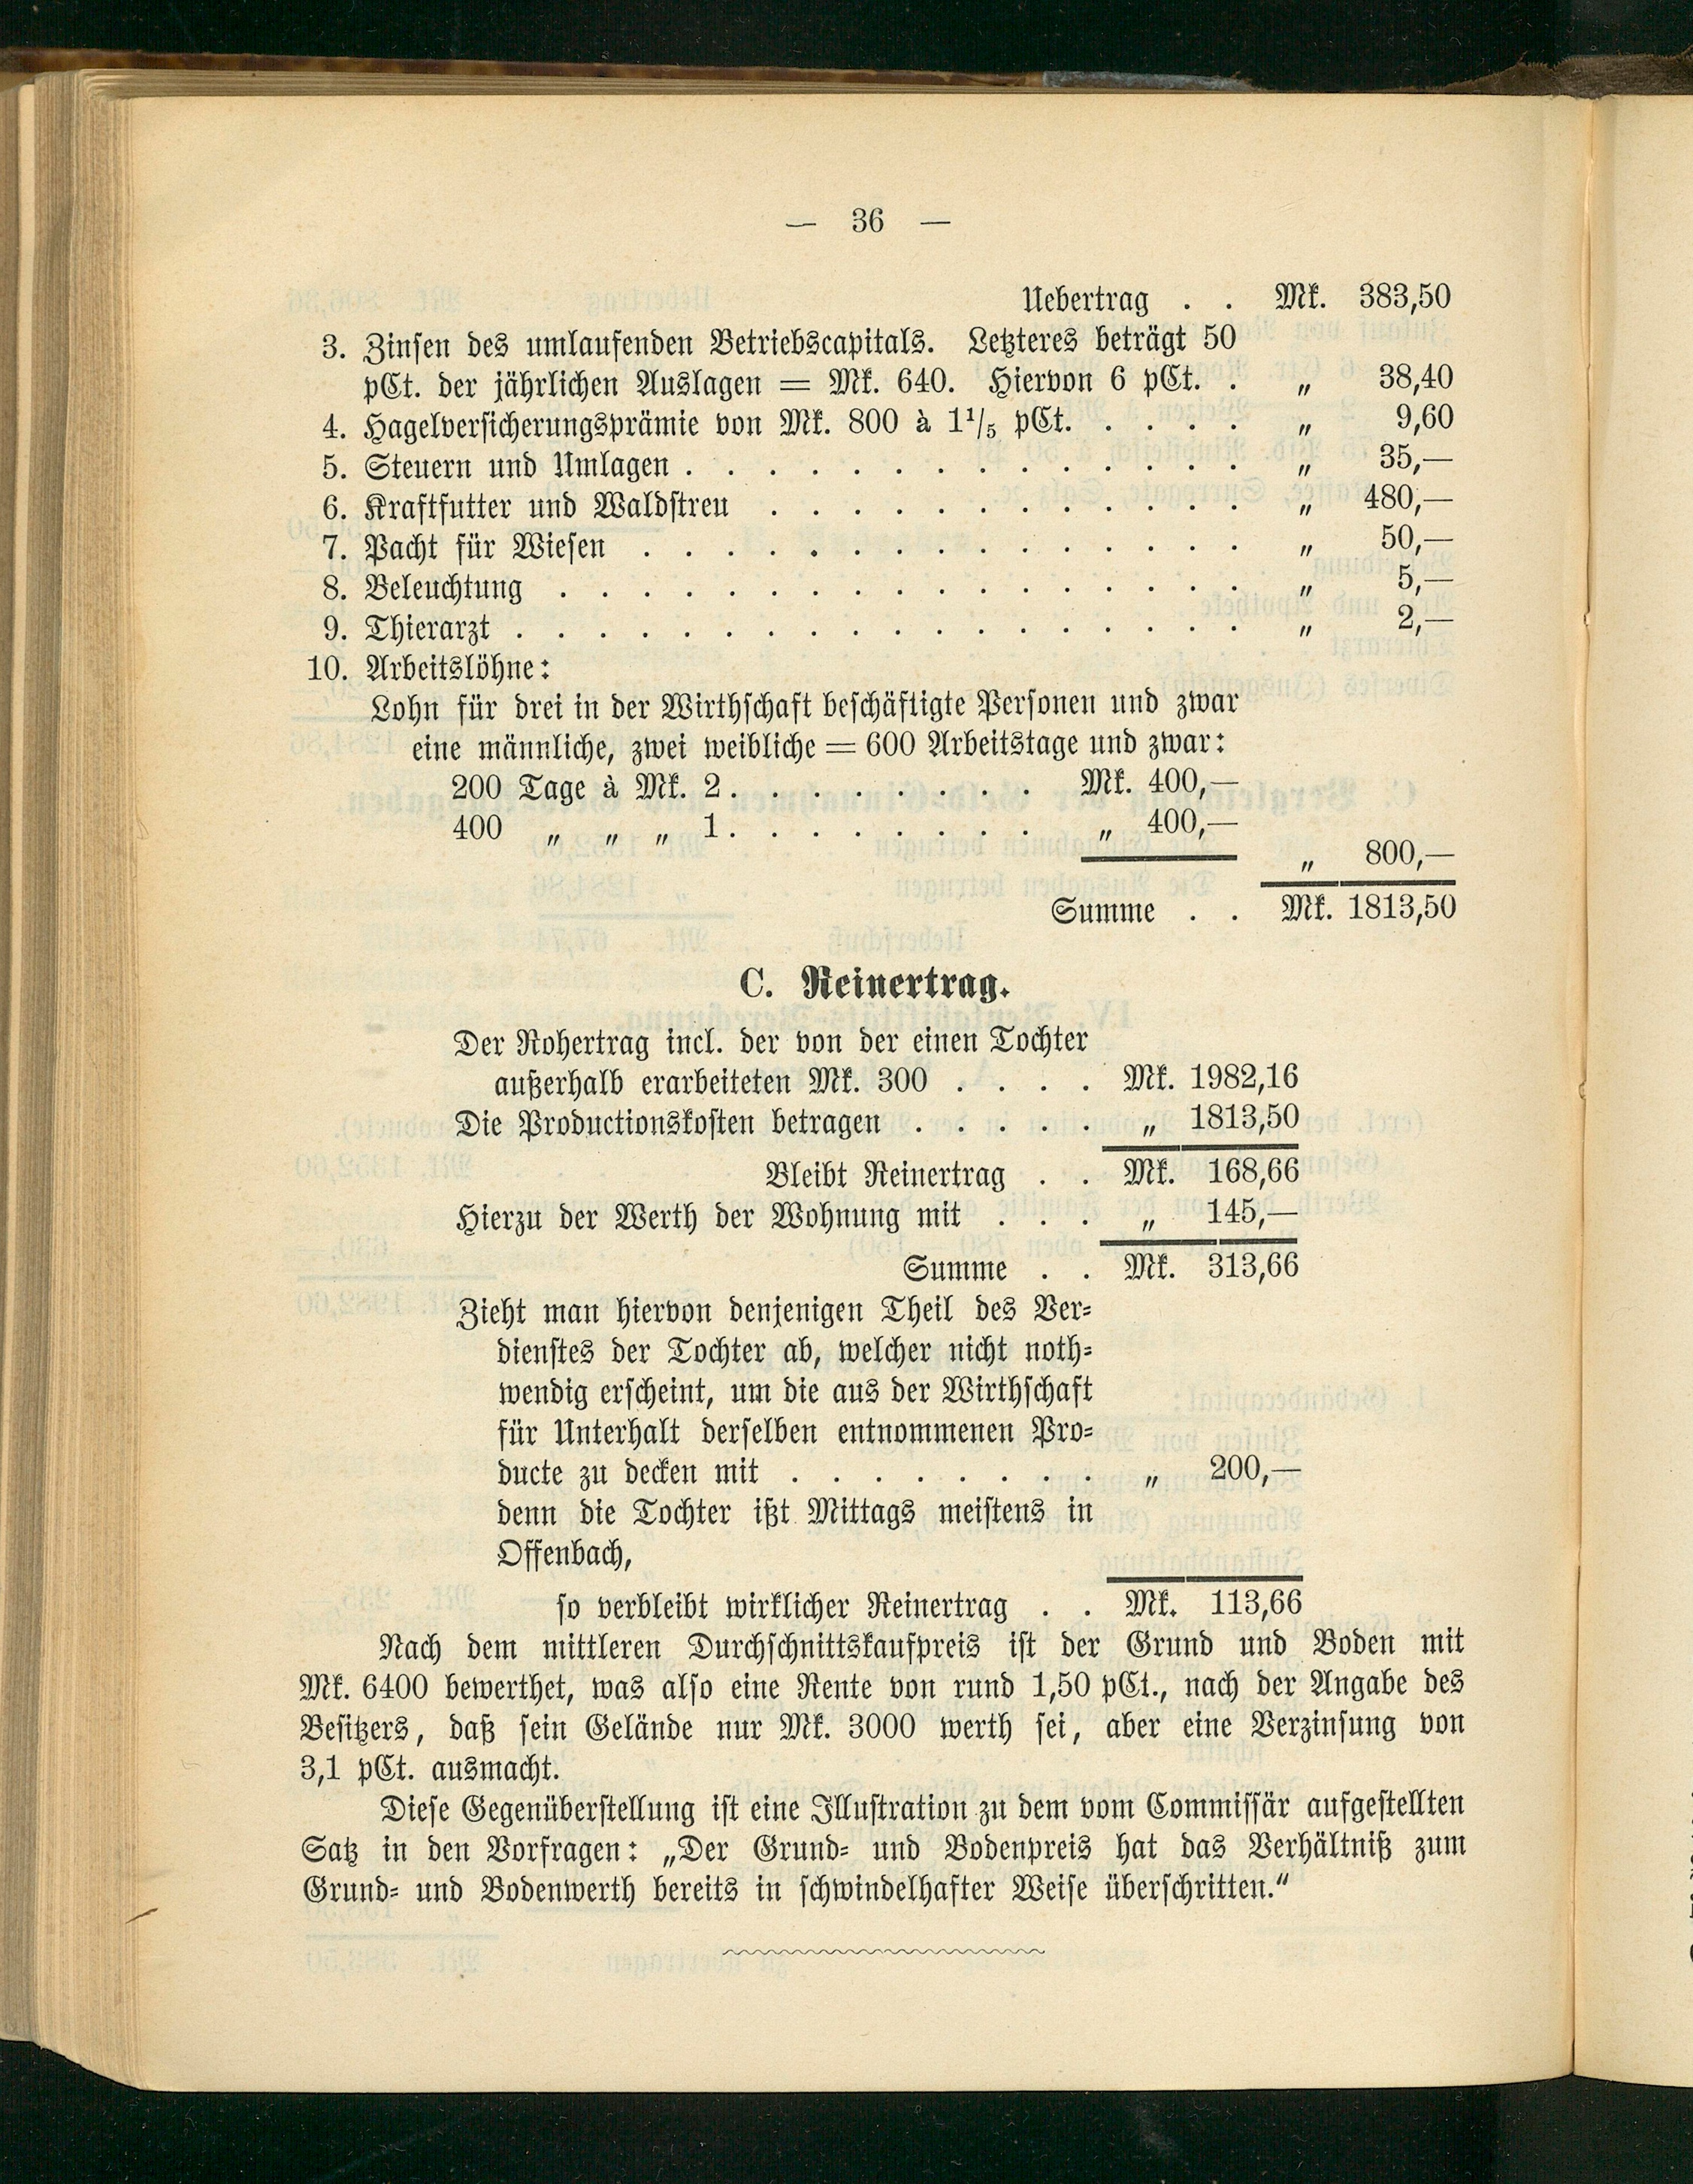 — 36 —
Uebertrag . . Mk. 383,50
3. Zinsen des umlaufenden Betriebscapitals. Letzteres beträgt 50
pCt. der jährlichen Auslagen = Mk. 640. Hiervon 6 pCt. . „ 38,40
4. Hagelversicherungsprämie von Mk. 800 à 1¹/₅ pCt. . . . . „ 9,60
5. Steuern und Umlagen . . . . . . . . . . . . . . „ 35,—
6. Kraftfutter und Waldstreu . . . . . . . . . . . . „ 480,—
7. Pacht für Wiesen . . . . . . . . . . . . . . . „ 50,—
8. Beleuchtung . . . . . . . . . . . . . . . . . „ 5,—
9. Thierarzt . . . . . . . . . . . . . . . . . . „ 2,—
10. Arbeitslöhne:
Lohn für drei in der Wirthschaft beschäftigte Personen und zwar
eine männliche, zwei weibliche = 600 Arbeitstage und zwar:
200 Tage à Mk. 2 . . . . . . . . Mk. 400,—
400 „ „ „ 1 . . . . . . . . „ 400,—
„ 800,—
Summe . . Mk. 1813,50
C. Reinertrag.
Der Rohertrag incl. der von der einen Tochter
außerhalb erarbeiteten Mk. 300 . . . . Mk. 1982,16
Die Productionskosten betragen . . . . . „ 1813,50
Bleibt Reinertrag . . Mk. 168,66
Hierzu der Werth der Wohnung mit . . . „ 145,—
Summe . . Mk. 313,66
Zieht man hiervon denjenigen Theil des Ver-
dienstes der Tochter ab, welcher nicht noth-
wendig erscheint, um die aus der Wirthschaft
für Unterhalt derselben entnommenen Pro-
ducte zu decken mit . . . . . . . . „ 200,—
denn die Tochter ißt Mittags meistens in
Offenbach,
so verbleibt wirklicher Reinertrag . . Mk. 113,66
Nach dem mittleren Durchschnittskaufpreis ist der Grund und Boden mit
Mk. 6400 bewerthet, was also eine Rente von rund 1,50 pCt., nach der Angabe des
Besitzers, daß sein Gelände nur Mk. 3000 werth sei, aber eine Verzinsung von
3,1 pCt. ausmacht.
Diese Gegenüberstellung ist eine Illustration zu dem vom Commissär aufgestellten
Satz in den Vorfragen: „Der Grund- und Bodenpreis hat das Verhältniß zum
Grund- und Bodenwerth bereits in schwindelhafter Weise überschritten.“